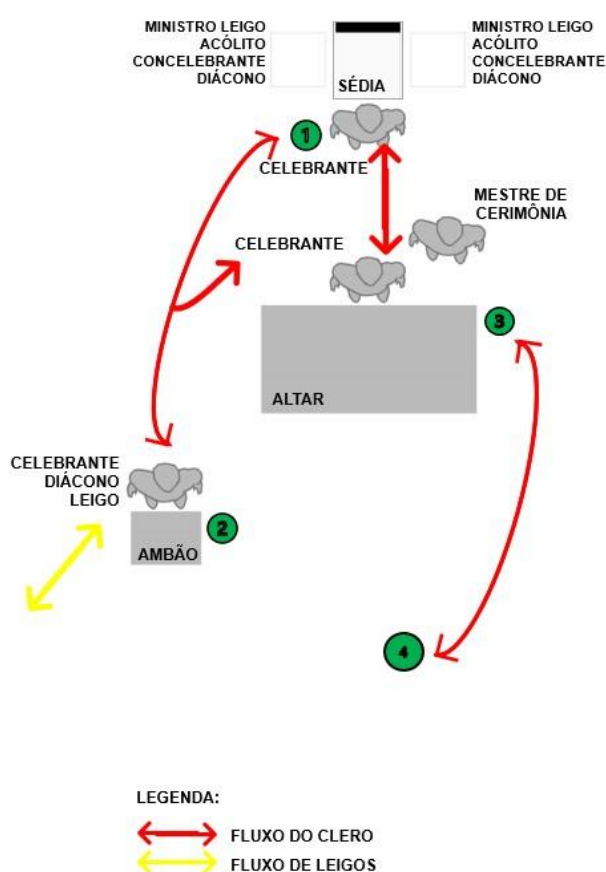 MINISTRO LEIGO
ACÓLITO
CONCELEBRANTE
DIÁCONO
SÉDIA
MINISTRO LEIGO
ACÓLITO
CONCELEBRANTE
DIÁCONO
1
CELEBRANTE
MESTRE DE
CERIMÔNIA
CELEBRANTE
3
ALTAR
CELEBRANTE
DIÁCONO
LEIGO
2
AMBÃO
4
LEGENDA:
FLUXO DO CLERO
FLUXO DE LEIGOS